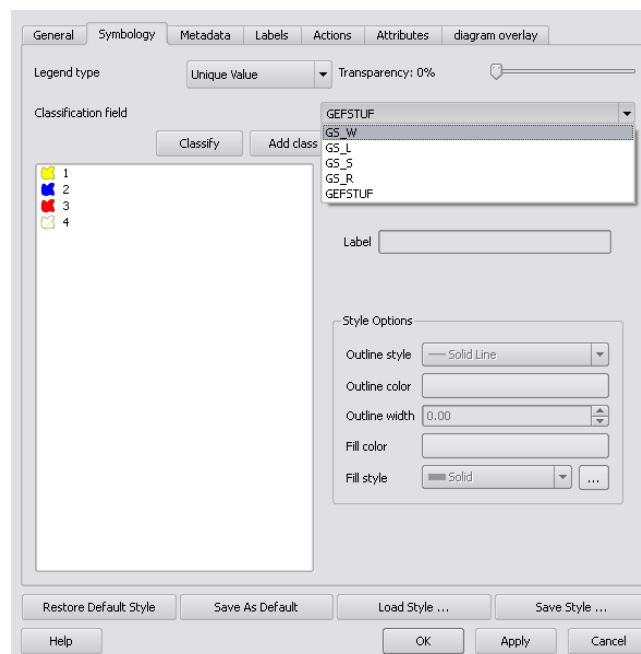 General Symbology Metadata Labels Actions Attributes diagram overlay
Legend type Unique Value Transparency: 0%
Classification field GEFSTUF
Classify Add class
GS_W
GS_L
GS_S
GS_R
GEFSTUF
1
2
3
4
Label
Style Options
Outline style Solid Line
Outline color
Outline width 0.00
Fill color
Fill style Solid ...
Restore Default Style Save As Default Load Style ... Save Style ...
Help OK Apply Cancel